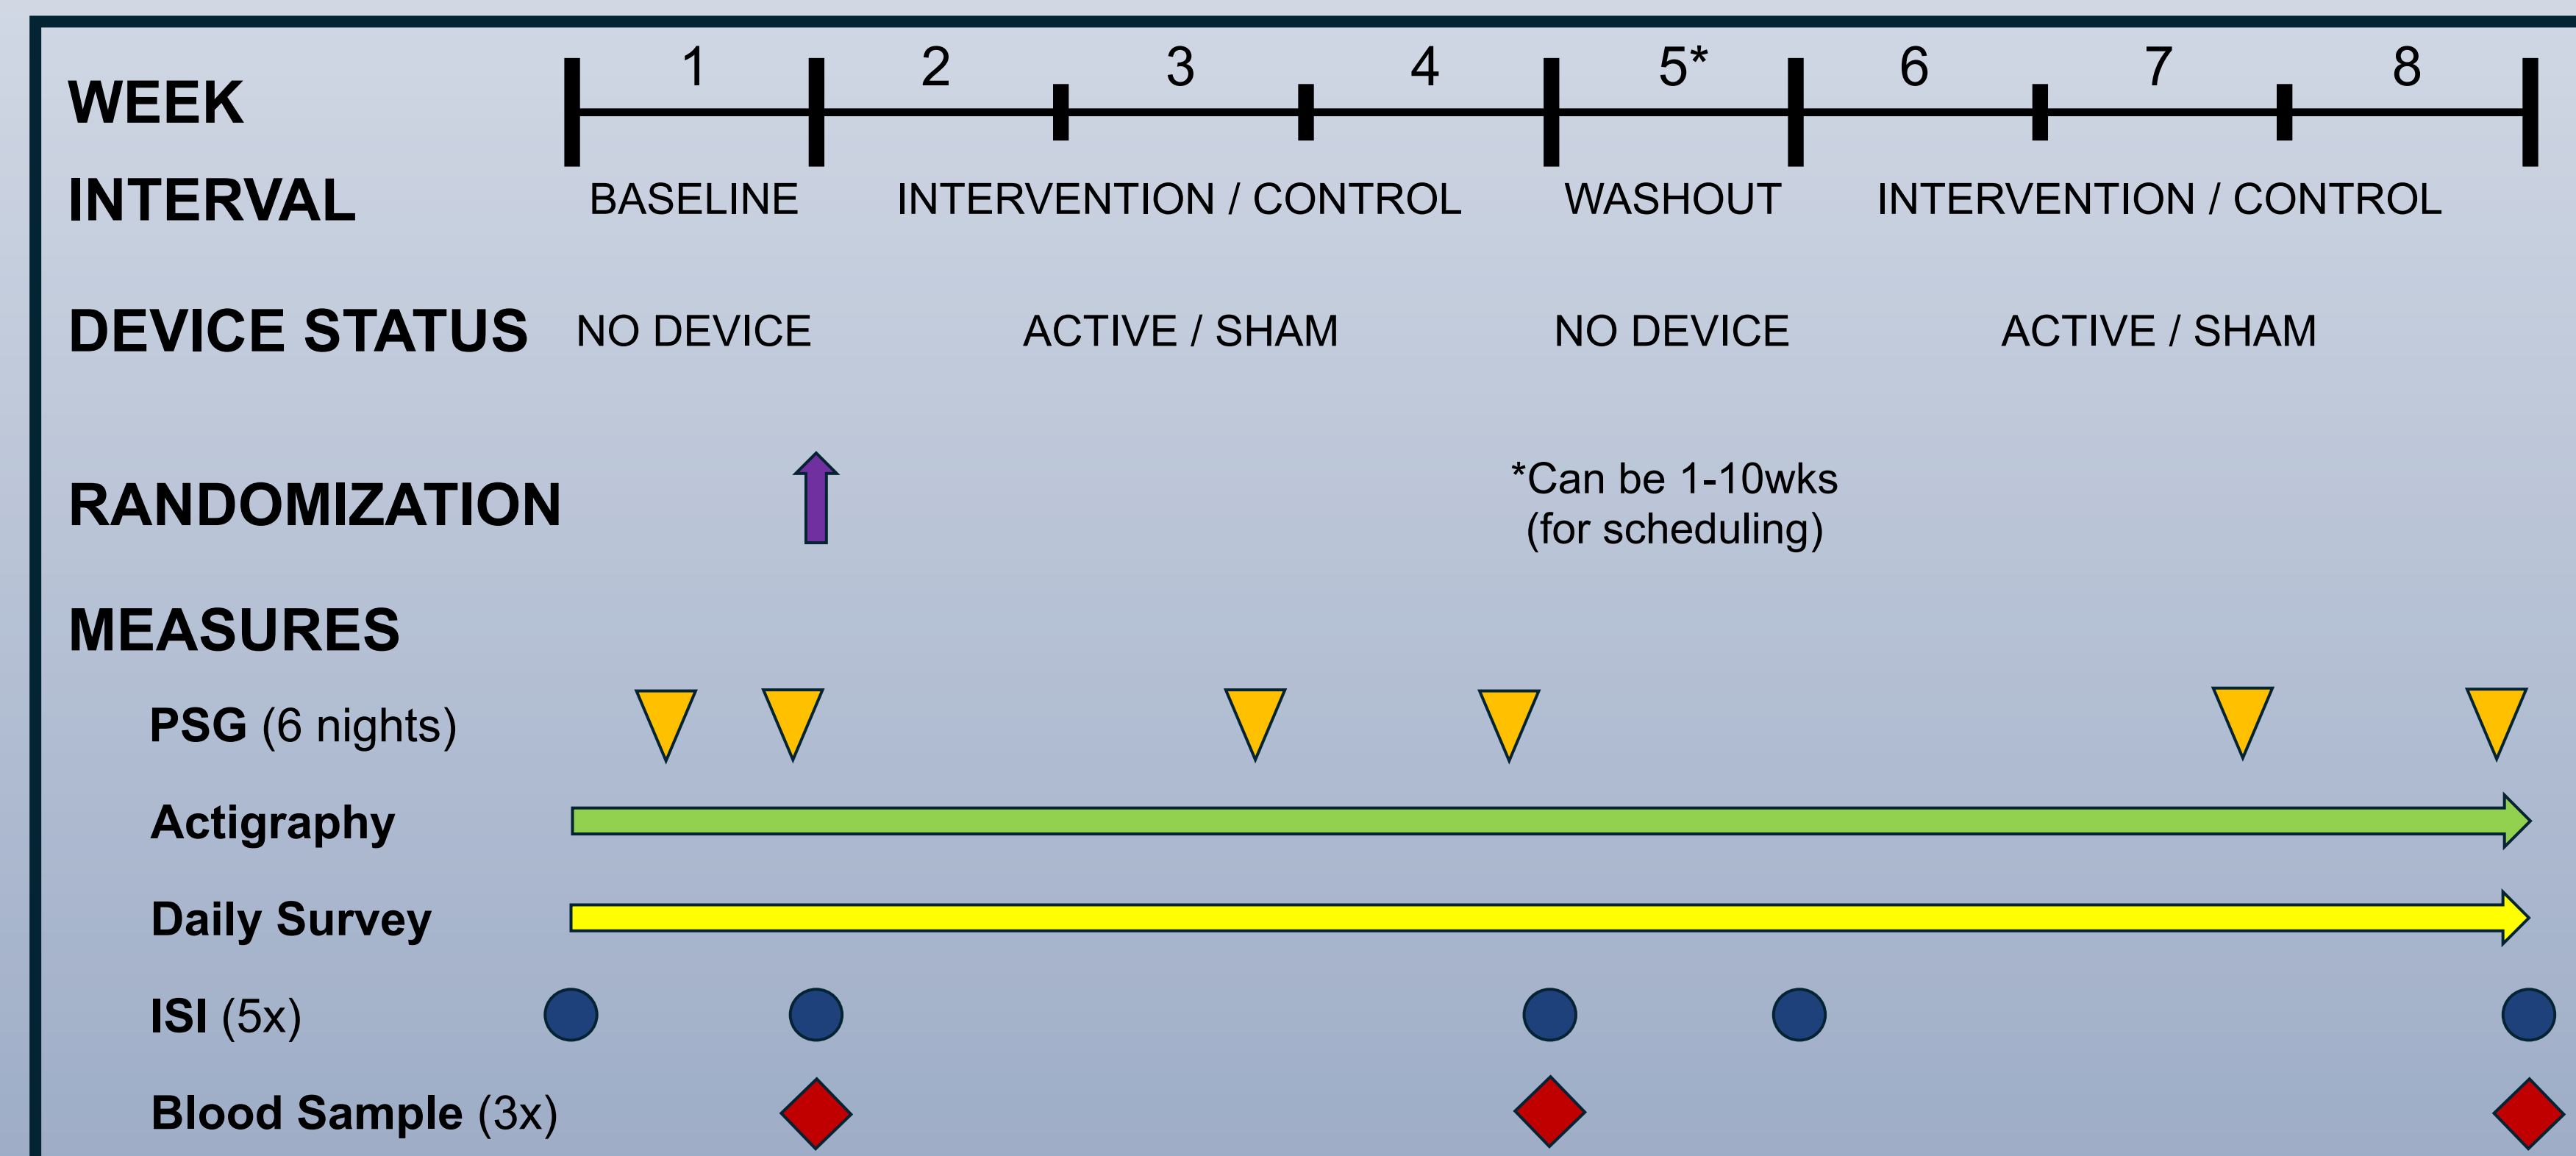 WEEK 1 2 3 4 5* 6 7 8
INTERVAL BASELINE INTERVENTION / CONTROL WASHOUT INTERVENTION / CONTROL
DEVICE STATUS NO DEVICE ACTIVE / SHAM NO DEVICE ACTIVE / SHAM
RANDOMIZATION
*Can be 1-10wks
(for scheduling)
MEASURES
PSG (6 nights)
Actigraphy
Daily Survey
ISI (5x)
Blood Sample (3x)